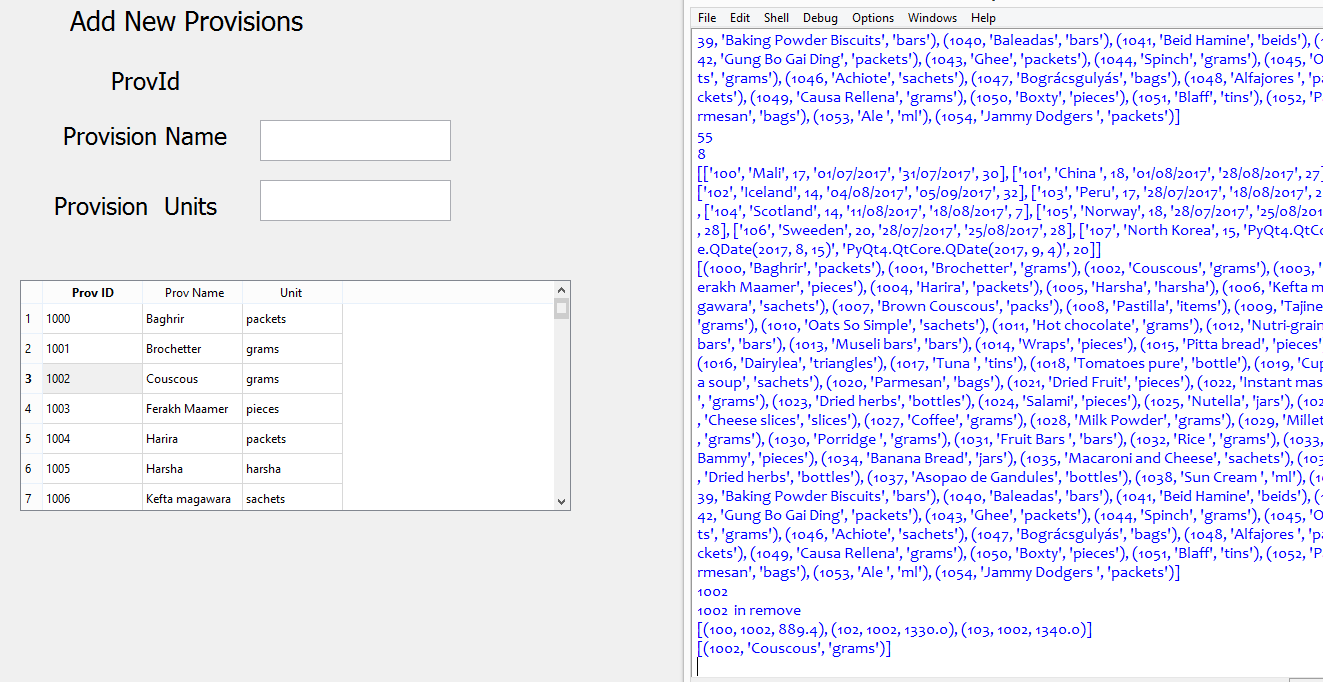 Add New Provisions
ProvId
Provision Name
Provision Units
Prov ID Prov Name Unit
1 1000 Baghrir packets
2 1001 Brochetter grams
3 1002 Couscous grams
4 1003 Ferakh Maamer pieces
5 1004 Harira packets
6 1005 Harsha harsha
7 1006 Kefta magawara sachets
File Edit Shell Debug Options Windows Help
39, 'Baking Powder Biscuits', 'bars'), (1040, 'Baleadas', 'bars'), (1041, 'Beid Hamine', 'beids'),
42, 'Gung Bo Gai Ding', 'packets'), (1043, 'Ghee', 'packets'), (1044, 'Spinch', 'grams'), (1045, 'O
ts', 'grams'), (1046, 'Achiote', 'sachets'), (1047, 'Bográcsgulyás', 'bags'), (1048, 'Alfajores ', 'pa
ckets'), (1049, 'Causa Rellena', 'grams'), (1050, 'Boxty', 'pieces'), (1051, 'Blaff', 'tins'), (1052, 'P
rmesan', 'bags'), (1053, 'Ale ', 'ml'), (1054, 'Jammy Dodgers ', 'packets')]
55
8
[['100', 'Mali', 17, '01/07/2017', '31/07/2017', 30], ['101', 'China ', 18, '01/08/2017', '28/08/2017', 27]
['102', 'Iceland', 14, '04/08/2017', '05/09/2017', 32], ['103', 'Peru', 17, '28/07/2017', '18/08/2017', 2
, ['104', 'Scotland', 14, '11/08/2017', '18/08/2017', 7], ['105', 'Norway', 18, '28/07/2017', '25/08/201
, 28], ['106', 'Sweeden', 20, '28/07/2017', '25/08/2017', 28], ['107', 'North Korea', 15, 'PyQt4.QtCo
e.QDate(2017, 8, 15)', 'PyQt4.QtCore.QDate(2017, 9, 4)', 20]]
[(1000, 'Baghrir', 'packets'), (1001, 'Brochetter', 'grams'), (1002, 'Couscous', 'grams'), (1003, '
erakh Maamer', 'pieces'), (1004, 'Harira', 'packets'), (1005, 'Harsha', 'harsha'), (1006, 'Kefta m
gawara', 'sachets'), (1007, 'Brown Couscous', 'packs'), (1008, 'Pastilla', 'items'), (1009, 'Tajine
'grams'), (1010, 'Oats So Simple', 'sachets'), (1011, 'Hot chocolate', 'grams'), (1012, 'Nutri-grain
bars', 'bars'), (1013, 'Museli bars', 'bars'), (1014, 'Wraps', 'pieces'), (1015, 'Pitta bread', 'pieces'
(1016, 'Dairylea', 'triangles'), (1017, 'Tuna ', 'tins'), (1018, 'Tomatoes pure', 'bottle'), (1019, 'Cup
a soup', 'sachets'), (1020, 'Parmesan', 'bags'), (1021, 'Dried Fruit', 'pieces'), (1022, 'Instant mas
', 'grams'), (1023, 'Dried herbs', 'bottles'), (1024, 'Salami', 'pieces'), (1025, 'Nutella', 'jars'), (102
, 'Cheese slices', 'slices'), (1027, 'Coffee', 'grams'), (1028, 'Milk Powder', 'grams'), (1029, 'Millet
, 'grams'), (1030, 'Porridge ', 'grams'), (1031, 'Fruit Bars ', 'bars'), (1032, 'Rice ', 'grams'), (1033,
Bammy', 'pieces'), (1034, 'Banana Bread', 'jars'), (1035, 'Macaroni and Cheese', 'sachets'), (103
, 'Dried herbs', 'bottles'), (1037, 'Asopao de Gandules', 'bottles'), (1038, 'Sun Cream ', 'ml'), (10
39, 'Baking Powder Biscuits', 'bars'), (1040, 'Baleadas', 'bars'), (1041, 'Beid Hamine', 'beids'), (10
42, 'Gung Bo Gai Ding', 'packets'), (1043, 'Ghee', 'packets'), (1044, 'Spinch', 'grams'), (1045, 'O
ts', 'grams'), (1046, 'Achiote', 'sachets'), (1047, 'Bográcsgulyás', 'bags'), (1048, 'Alfajores ', 'pa
ckets'), (1049, 'Causa Rellena', 'grams'), (1050, 'Boxty', 'pieces'), (1051, 'Blaff', 'tins'), (1052, 'P
rmesan', 'bags'), (1053, 'Ale ', 'ml'), (1054, 'Jammy Dodgers ', 'packets')]
1002
1002 in remove
[(100, 1002, 889.4), (102, 1002, 1330.0), (103, 1002, 1340.0)]
[(1002, 'Couscous', 'grams')]